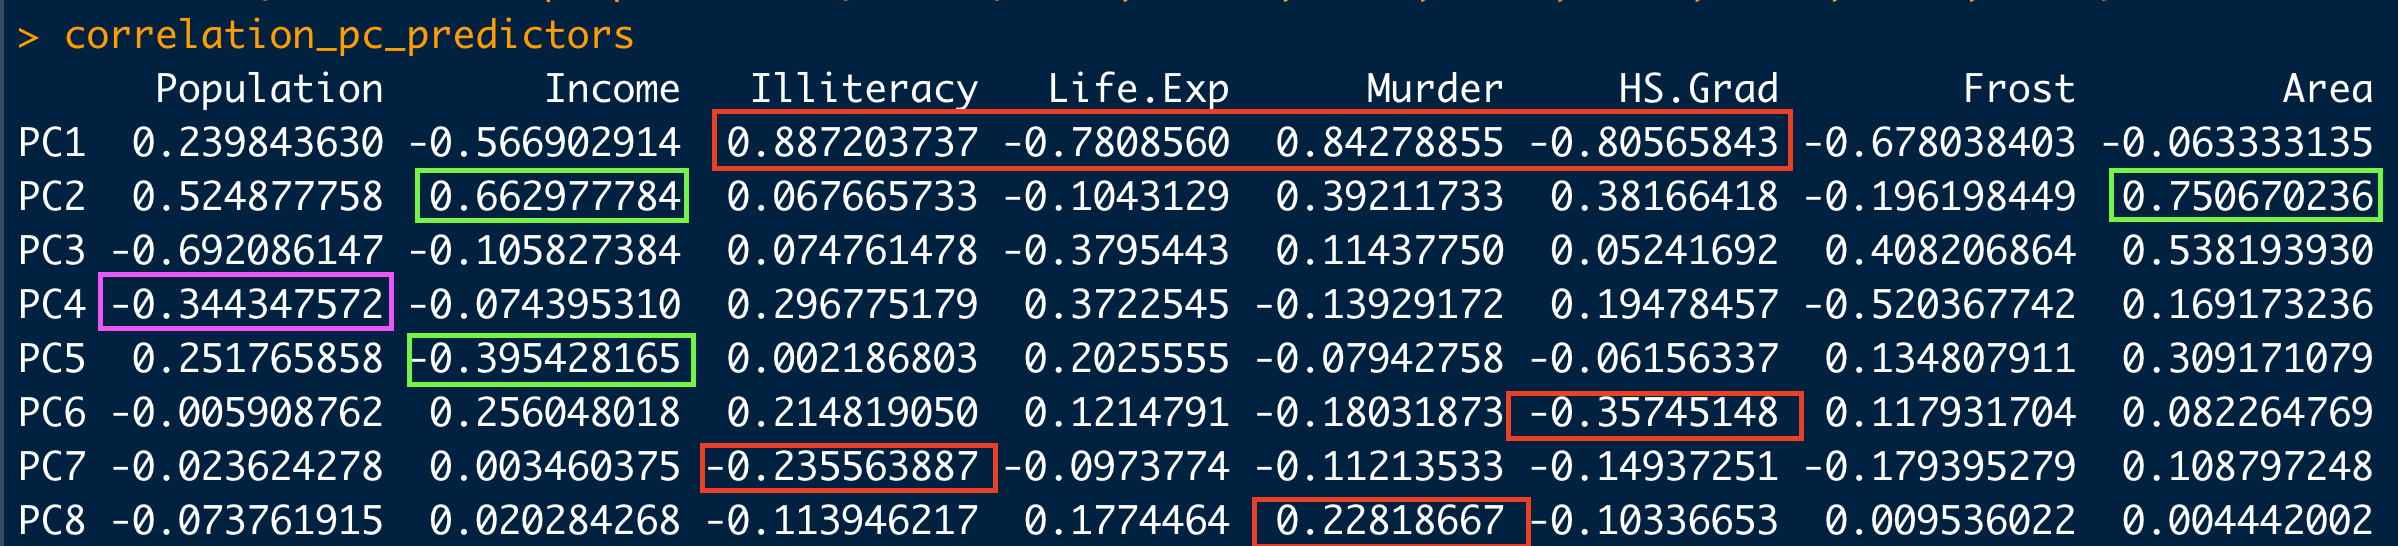 > correlation_pc_predictors
Population Income Illiteracy Life.Exp Murder HS.Grad Frost Area
PC1 0.239843630 -0.566902914 0.887203737 -0.7808560 0.84278855 -0.80565843 -0.678038403 -0.063333135
PC2 0.524877758 0.662977784 0.067665733 -0.1043129 0.39211733 0.38166418 -0.196198449 0.750670236
PC3 -0.692086147 -0.105827384 0.074761478 -0.3795443 0.11437750 0.05241692 0.408206864 0.538193930
PC4 -0.344347572 -0.074395310 0.296775179 0.3722545 -0.13929172 0.19478457 -0.520367742 0.169173236
PC5 0.251765858 -0.395428165 0.002186803 0.2025555 -0.07942758 -0.06156337 0.134807911 0.309171079
PC6 -0.005908762 0.256048018 0.214819050 0.1214791 -0.18031873 -0.35745148 0.117931704 0.082264769
PC7 -0.023624278 0.003460375 -0.235563887 -0.0973774 -0.11213533 -0.14937251 -0.179395279 0.108797248
PC8 -0.073761915 0.020284268 -0.113946217 0.1774464 0.22818667 -0.10336653 0.009536022 0.004442002